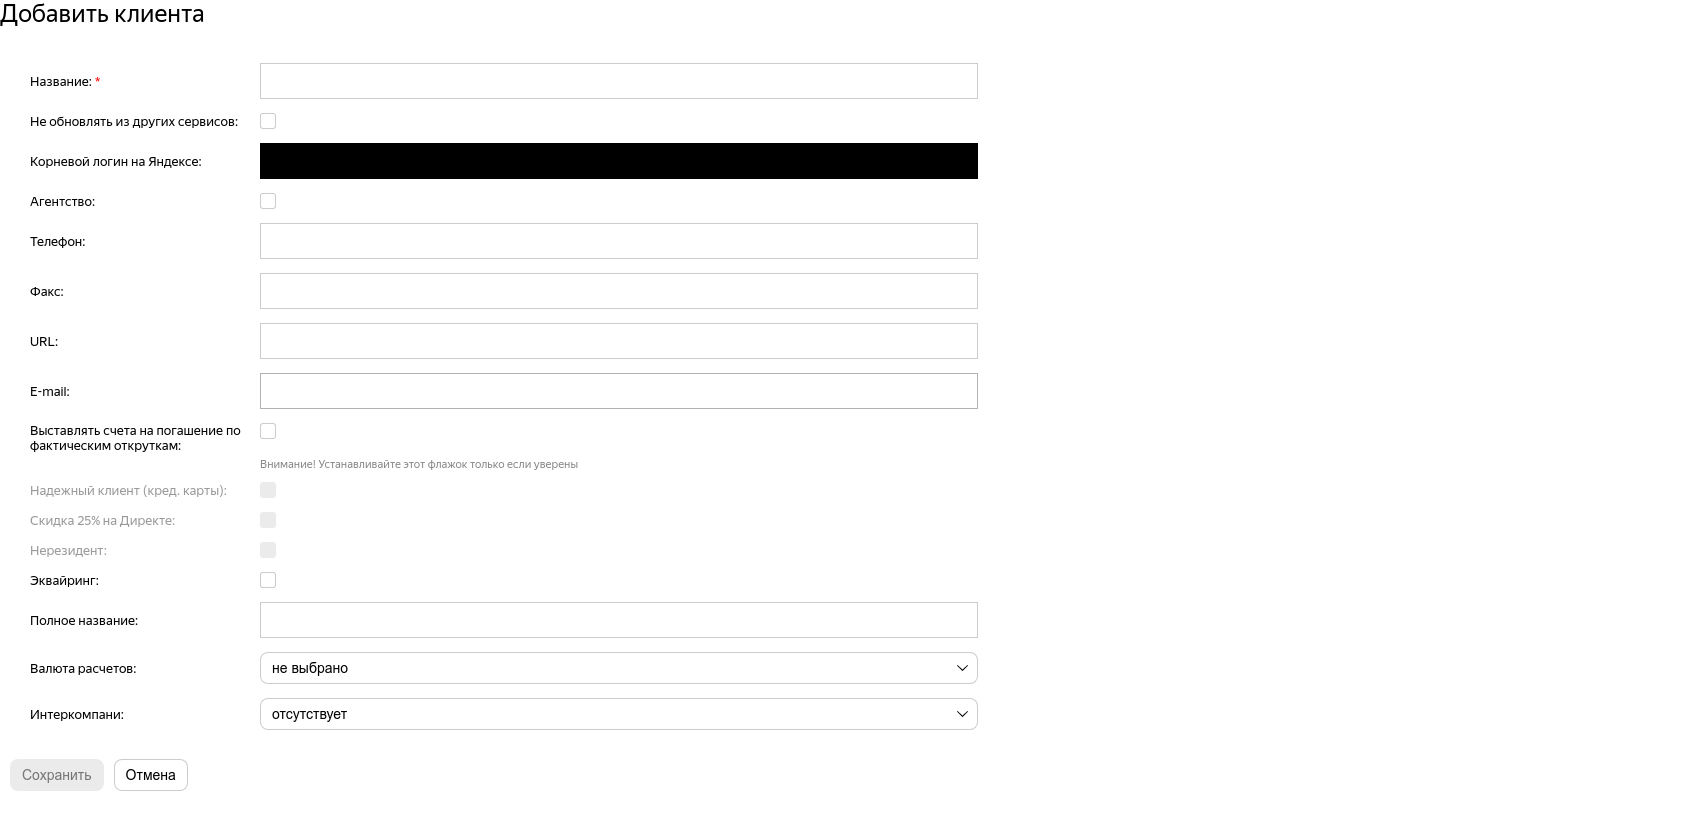 Добавить клиента
Название: *
Не обновлять из других сервисов:
Корневой логин на Яндексе:
Агентство:
Телефон:
Факс:
URL:
E-mail:
Выставлять счета на погашение по
фактическим откруткам:
Внимание! Устанавливайте этот флажок только если уверены
Надежный клиент (кред. карты):
Скидка 25% на Директе:
Нерезидент:
Эквайринг:
Полное название:
Валюта расчетов: не выбрано
Интеркомпани: отсутствует
Сохранить Отмена